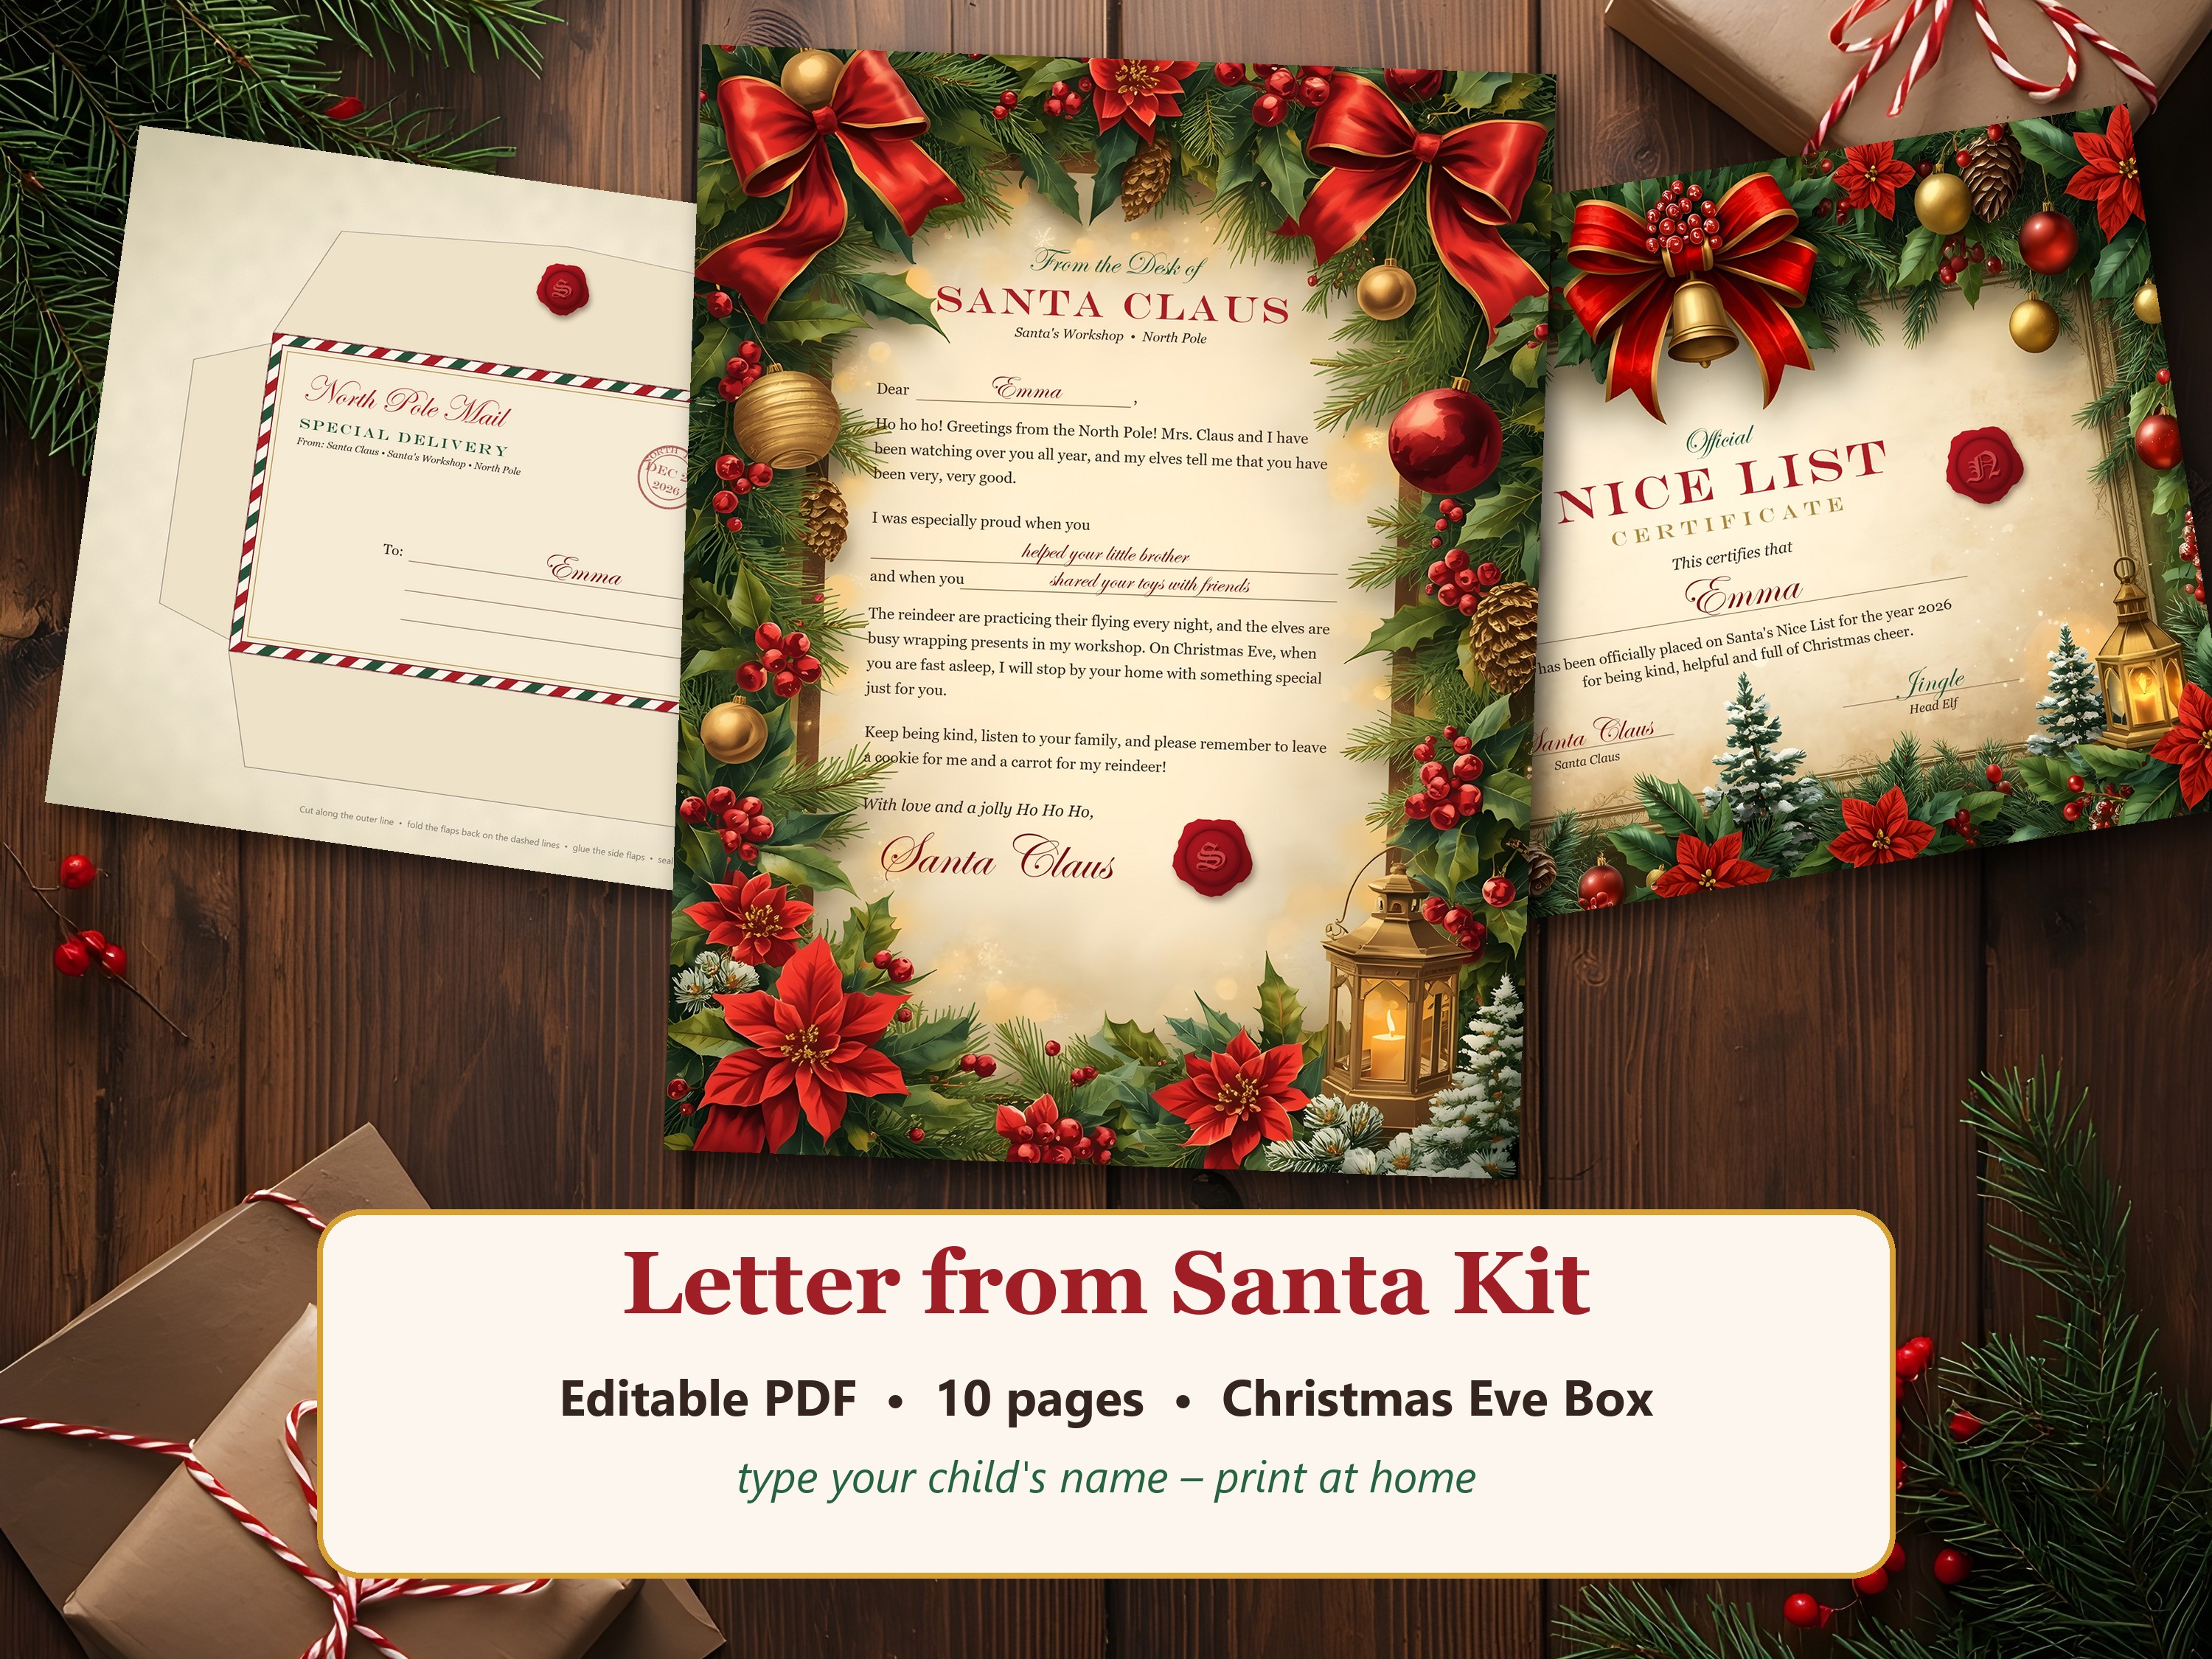 North Pole Mail
SPECIAL DELIVERY
From: Santa Claus • Santa's Workshop • North Pole
NORTH
DEC 2
2026
To: Emma
S
Cut along the outer line • fold the flaps back on the dashed lines • glue the side flaps • seal
From the Desk of
SANTA CLAUS
Santa's Workshop • North Pole
Dear Emma,
Ho ho ho! Greetings from the North Pole! Mrs. Claus and I have
been watching over you all year, and my elves tell me that you have
been very, very good.
I was especially proud when you
helped your little brother
and when you shared your toys with friends
The reindeer are practicing their flying every night, and the elves are
busy wrapping presents in my workshop. On Christmas Eve, when
you are fast asleep, I will stop by your home with something special
just for you.
Keep being kind, listen to your family, and please remember to leave
a cookie for me and a carrot for my reindeer!
With love and a jolly Ho Ho Ho,
Santa Claus
S
Official
NICE LIST
CERTIFICATE
N
This certifies that
Emma
has been officially placed on Santa's Nice List for the year 2026
for being kind, helpful and full of Christmas cheer.
Jingle
Head Elf
Santa Claus
Santa Claus
Letter from Santa Kit
Editable PDF • 10 pages • Christmas Eve Box
type your child's name – print at home